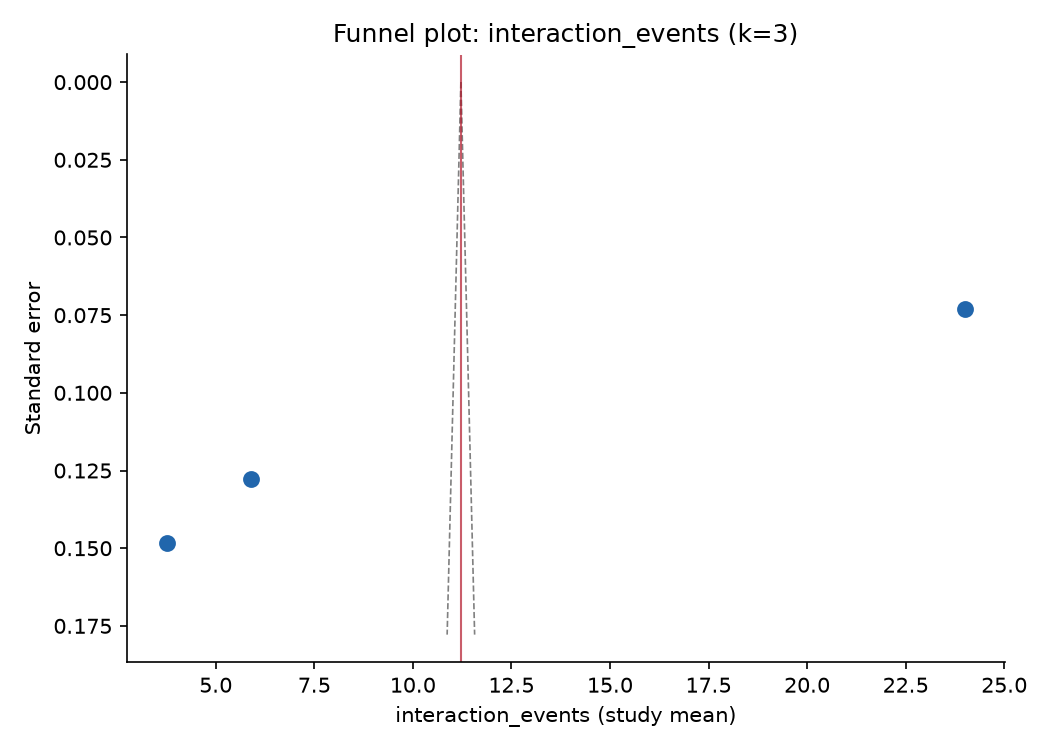 Funnel plot: interaction_events (k=3)
0.000
0.025
0.050
0.075
0.100
0.125
0.150
0.175
Standard error
5.0 7.5 10.0 12.5 15.0 17.5 20.0 22.5 25.0
interaction_events (study mean)